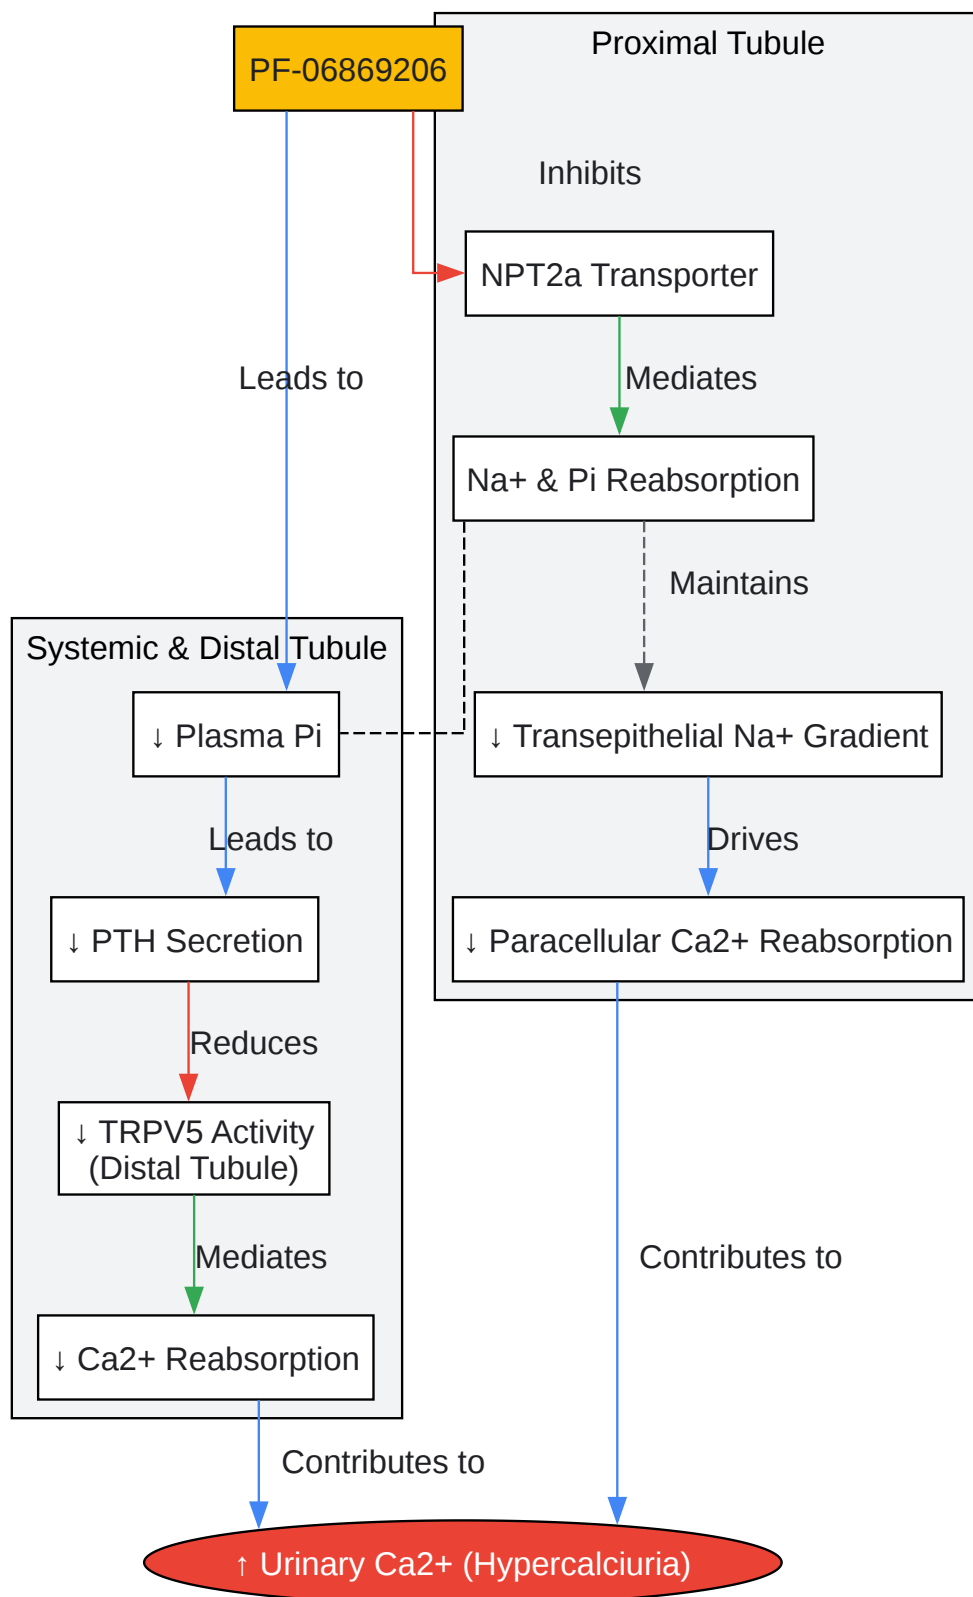 PF-06869206
Proximal Tubule
Inhibits
NPT2a Transporter
Leads to
Mediates
Na+ & Pi Reabsorption
Maintains
Systemic & Distal Tubule
↓ Plasma Pi
↓ Transepithelial Na+ Gradient
Leads to
Drives
↓ PTH Secretion
↓ Paracellular Ca2+ Reabsorption
Reduces
↓ TRPV5 Activity
(Distal Tubule)
Mediates
Contributes to
↓ Ca2+ Reabsorption
Contributes to
↑ Urinary Ca2+ (Hypercalciuria)